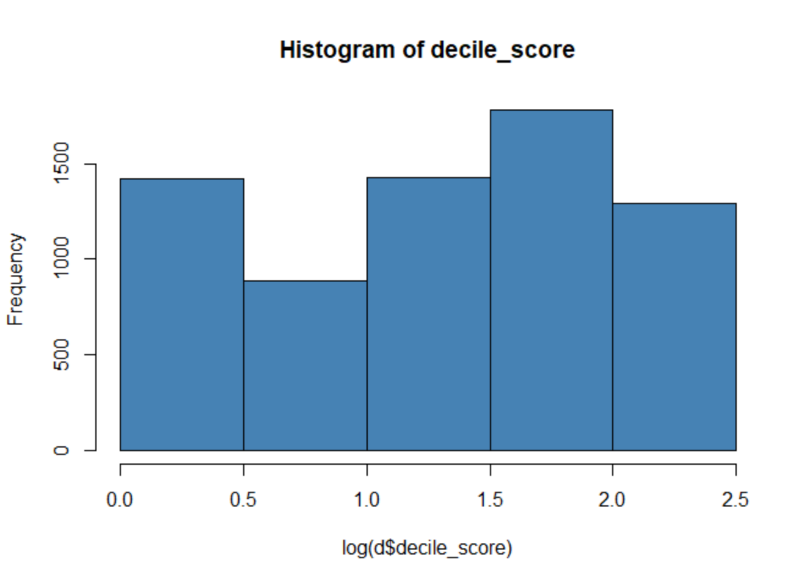 Histogram of decile_score
Frequency
1500
1000
500
0
0.0 0.5 1.0 1.5 2.0 2.5
log(d$decile_score)